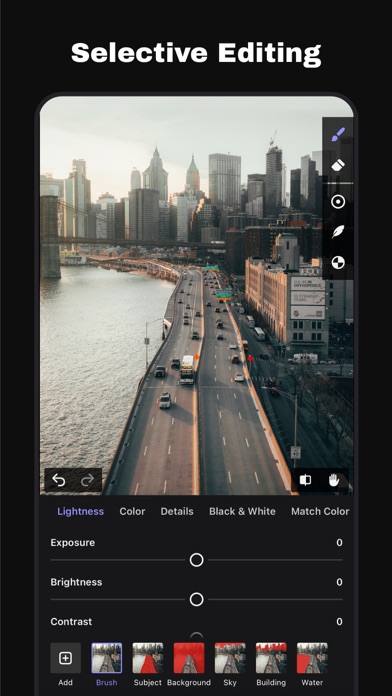 Selective Editing
Lightness Color Details Black & White Match Color
Exposure 0
Brightness 0
Contrast 0
Add Brush Subject Background Sky Building Water